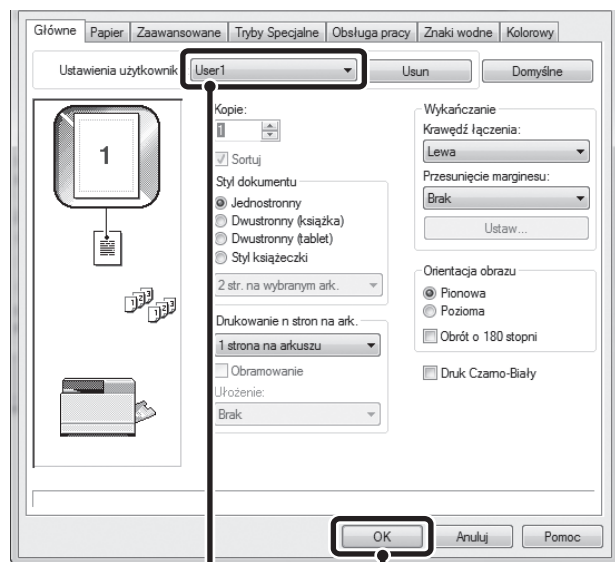 Główne Papier Zaawansowane Tryby Specjalne Obsługa pracy Znaki wodne Kolorowy
Ustawienia użytkownik User1 Usun Domyślne
1
123
123
Kopie:
1
Sortuj
Styl dokumentu
Jednostronny
Dwustronny (książka)
Dwustronny (tablet)
Styl książeczki
2 str. na wybranym ark.
Drukowanie n stron na ark.
1 strona na arkuszu
Obramowanie
Ułożenie:
Brak
Wykańczanie
Krawędź łączenia:
Lewa
Przesunięcie marginesu:
Brak
Ustaw...
Orientacja obrazu
Pionowa
Pozioma
Obrót o 180 stopni
Druk Czarno-Biały
OK Anuluj Pomoc